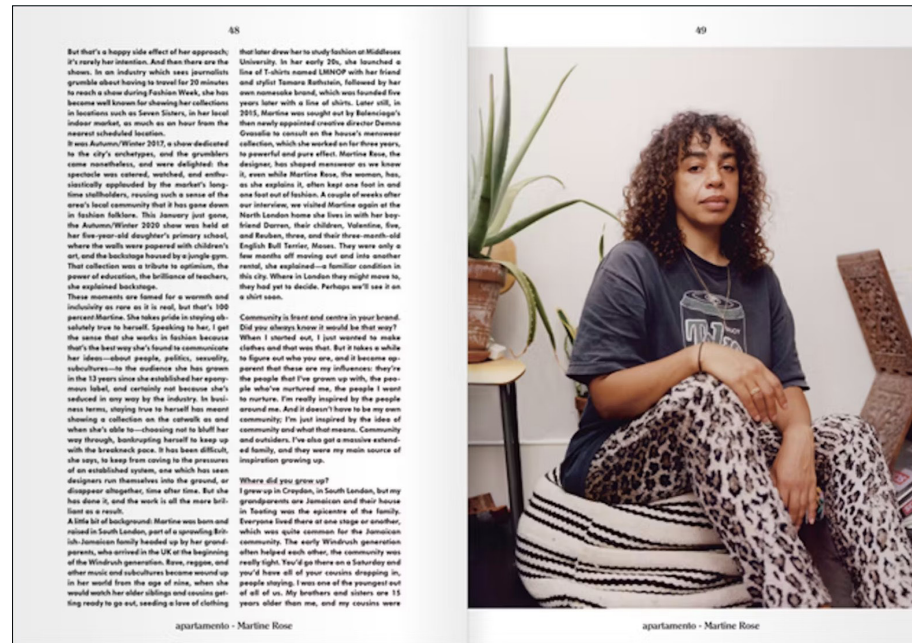 48
But that's a happy side effect of her approach;
it's rarely her intention. And then there are the
shows. In an industry which sees journalists
grumble about having to travel for 20 minutes
to reach a show during Fashion Week, she has
become well known for showing her collections
in locations such as Seven Sisters, in her local
indoor market, as much as an hour from the
nearest scheduled location.
It was Autumn/Winter 2017, a show dedicated
to the city's archetypes, and the grumblers
came nonetheless, and were delighted: the
spectacle was catered, watched, and enthu-
siastically applauded by the market's long-
time stallholders, rousing such a sense of the
area's local community that it has gone down
in fashion folklore. This January just gone,
the Autumn/Winter 2020 show was held at
her five-year-old daughter's primary school,
where the walls were papered with children's
art, and the backstage housed by a jungle gym.
That collection was a tribute to optimism, the
power of education, the brilliance of teachers,
she explained backstage.
These moments are famed for a warmth and
inclusivity as rare as it is real, but that's 100
percent Martine. She takes pride in staying ab-
solutely true to herself. Speaking to her, I get
the sense that she works in fashion because
that's the best way she's found to communicate
her ideas—about people, politics, sexuality,
subcultures—to the audience she has grown
in the 13 years since she established her epony-
mous label, and certainly not because she's
seduced in any way by the industry. In busi-
ness terms, staying true to herself has meant
showing a collection on the catwalk as and
when she's able to—choosing not to bluff her
way through, bankrupting herself to keep up
with the breakneck pace. It has been difficult,
she says, to keep from caving to the pressures
of an established system, one which has seen
designers run themselves into the ground, or
disappear altogether, time after time. But she
has done it, and the work is all the more bril-
liant as a result.
A little bit of background: Martine was born and
raised in South London, part of a sprawling Brit-
ish-Jamaican family headed up by her grand-
parents, who arrived in the UK at the beginning
of the Windrush generation. Rave, reggae, and
other music and subcultures became wound up
in her world from the age of nine, when she
would watch her older siblings and cousins get-
ting ready to go out, seeding a love of clothing
that later drew her to study fashion at Middlesex
University. In her early 20s, she launched a
line of T-shirts named LMNOP with her friend
and stylist Tamara Rothstein, followed by her
own namesake brand, which was founded five
years later with a line of shirts. Later still, in
2015, Martine was sought out by Balenciaga's
then newly appointed creative director Demna
Gvasalia to consult on the house's menswear
collection, which she worked on for three years,
to powerful and pure effect. Martine Rose, the
designer, has shaped menswear as we know
it, even while Martine Rose, the woman, has,
as she explains it, often kept one foot in and
one foot out of fashion. A couple of weeks after
our interview, we visited Martine again at the
North London home she lives in with her boy-
friend Darren, their children, Valentine, five,
and Reuben, three, and their three-month-old
English Bull Terrier, Moses. They were only a
few months off moving out and into another
rental, she explained—a familiar condition in
this city. Where in London they might move to,
they had yet to decide. Perhaps we'll see it on
a shirt soon.
Community is front and centre in your brand.
Did you always know it would be that way?
When I started out, I just wanted to make
clothes and that was that. But it takes a while
to figure out who you are, and it became ap-
parent that these are my influences: they're
the people that I've grown up with, the peo-
ple who've nurtured me, the people I want
to nurture. I'm really inspired by the people
around me. And it doesn't have to be my own
community; I'm just inspired by the idea of
community and what that means. Community
and outsiders. I've also got a massive extend-
ed family, and they were my main source of
inspiration growing up.
Where did you grow up?
I grew up in Croydon, in South London, but my
grandparents are Jamaican and their house
in Tooting was the epicentre of the family.
Everyone lived there at one stage or another,
which was quite common for the Jamaican
community. The early Windrush generation
often helped each other, the community was
really tight. You'd go there on a Saturday and
you'd have all of your cousins dropping in,
people staying. I was one of the youngest out
of all of us. My brothers and sisters are 15
years older than me, and my cousins were
apartamento - Martine Rose
49
apartamento - Martine Rose